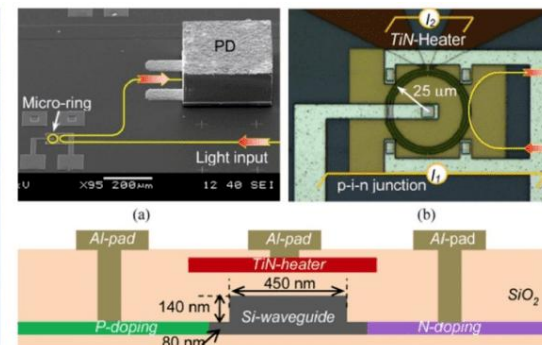 PD
Micro-ring
Light input
X95 200μm 12 40 SEI
(a)
I₂
TiN-Heater
25 μm
I₁
p-i-n junction
(b)
Al-pad Al-pad Al-pad
TiN-heater
450 nm
140 nm
SiO₂
Si-waveguide
P-doping N-doping
80 nm